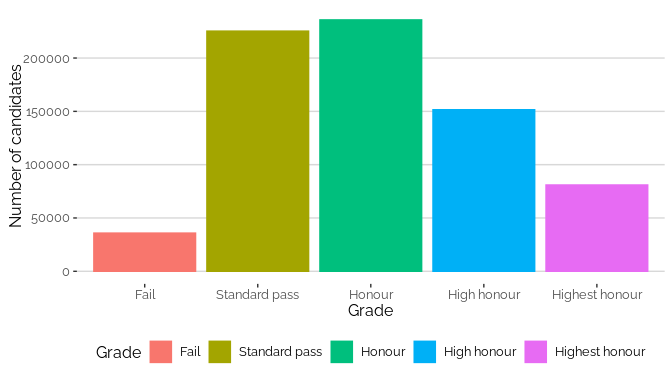 Number of candidates
200000
150000
100000
50000
0
Fail Standard pass Honour High honour Highest honour
Grade
Grade Fail Standard pass Honour High honour Highest honour